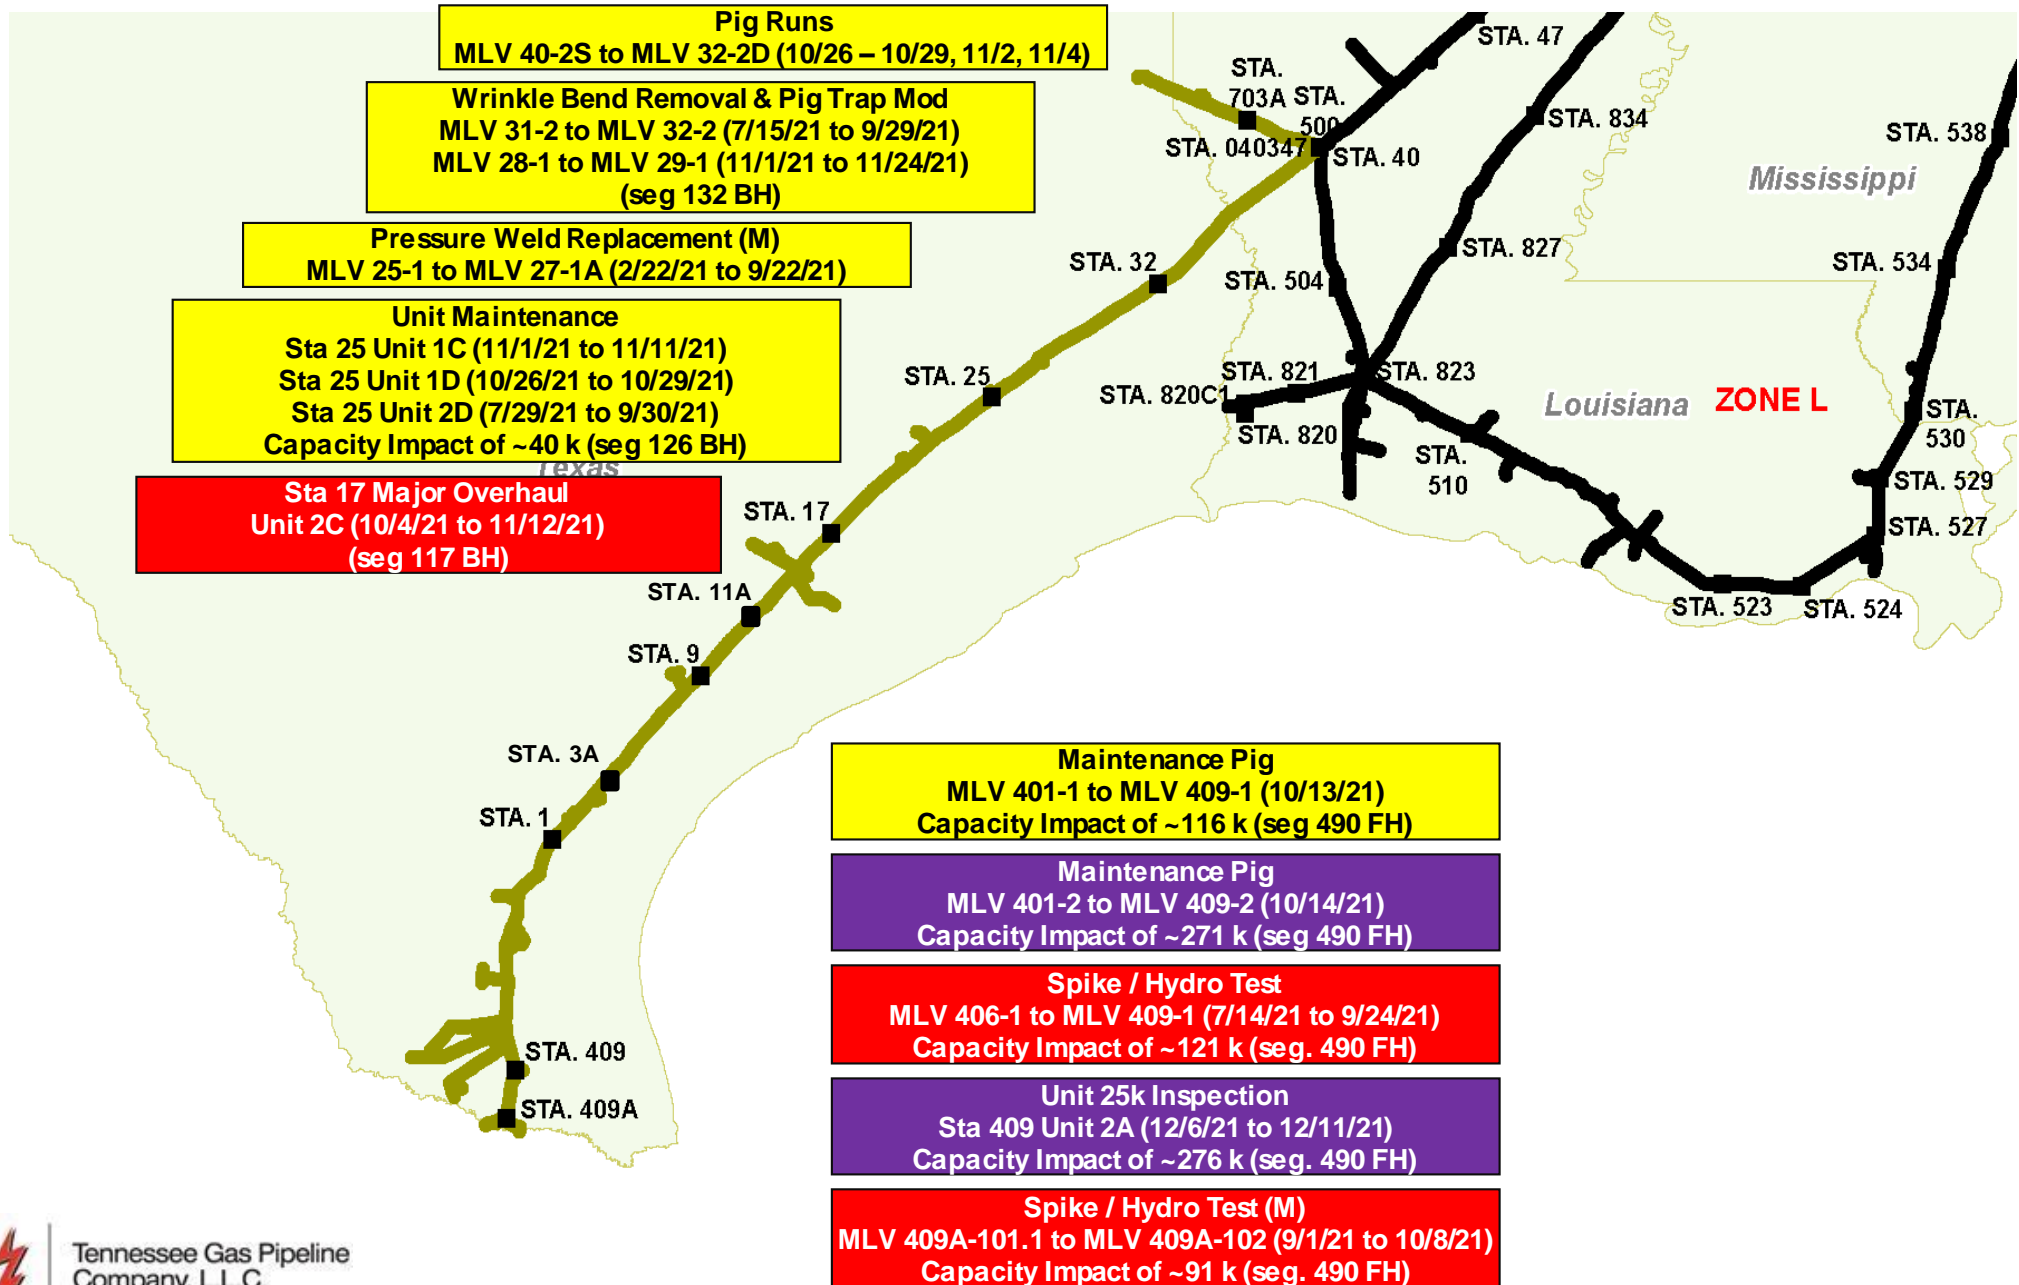 Pig Runs
MLV 40-2S to MLV 32-2D (10/26 – 10/29, 11/2, 11/4)
Wrinkle Bend Removal & Pig Trap Mod
MLV 31-2 to MLV 32-2 (7/15/21 to 9/29/21)
MLV 28-1 to MLV 29-1 (11/1/21 to 11/24/21)
(seg 132 BH)
Pressure Weld Replacement (M)
MLV 25-1 to MLV 27-1A (2/22/21 to 9/22/21)
Unit Maintenance
Sta 25 Unit 1C (11/1/21 to 11/11/21)
Sta 25 Unit 1D (10/26/21 to 10/29/21)
Sta 25 Unit 2D (7/29/21 to 9/30/21)
Capacity Impact of ~40 k (seg 126 BH)
Texas
Sta 17 Major Overhaul
Unit 2C (10/4/21 to 11/12/21)
(seg 117 BH)
STA. 47
STA.
703A
STA.
500
STA. 040347
STA. 40
STA. 834
STA. 538
Mississippi
STA. 827
STA. 534
STA. 32
STA. 504
STA. 25
STA. 821
STA. 823
STA. 820C1
STA. 820
Louisiana
ZONE L
STA.
530
STA.
510
STA. 529
STA. 527
STA. 523
STA. 524
STA. 17
STA. 11A
STA. 9
STA. 3A
STA. 1
STA. 409
STA. 409A
Maintenance Pig
MLV 401-1 to MLV 409-1 (10/13/21)
Capacity Impact of ~116 k (seg 490 FH)
Maintenance Pig
MLV 401-2 to MLV 409-2 (10/14/21)
Capacity Impact of ~271 k (seg 490 FH)
Spike / Hydro Test
MLV 406-1 to MLV 409-1 (7/14/21 to 9/24/21)
Capacity Impact of ~121 k (seg. 490 FH)
Unit 25k Inspection
Sta 409 Unit 2A (12/6/21 to 12/11/21)
Capacity Impact of ~276 k (seg. 490 FH)
Spike / Hydro Test (M)
MLV 409A-101.1 to MLV 409A-102 (9/1/21 to 10/8/21)
Capacity Impact of ~91 k (seg. 490 FH)
Tennessee Gas Pipeline
Company, L.L.C.